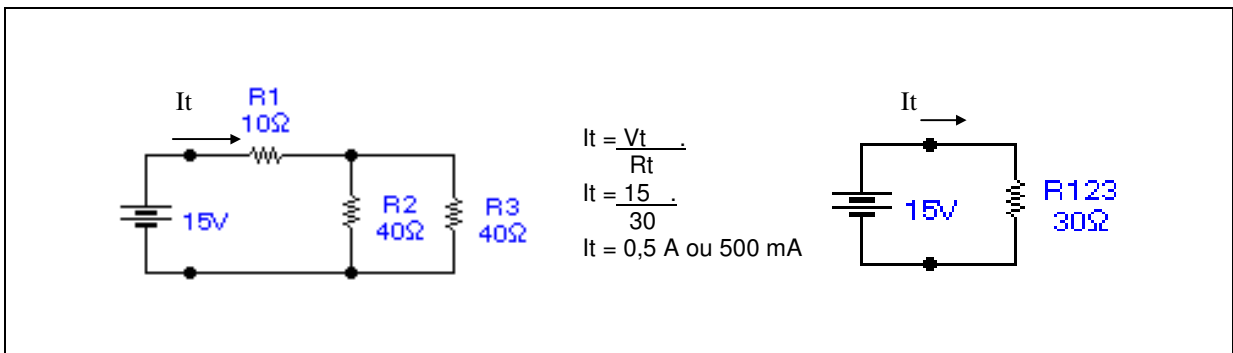 It
R1
10Ω
15V
R2
40Ω
R3
40Ω
It = Vt .
Rt
It = 15 .
30
It = 0,5 A ou 500 mA
It
15V
R123
30Ω